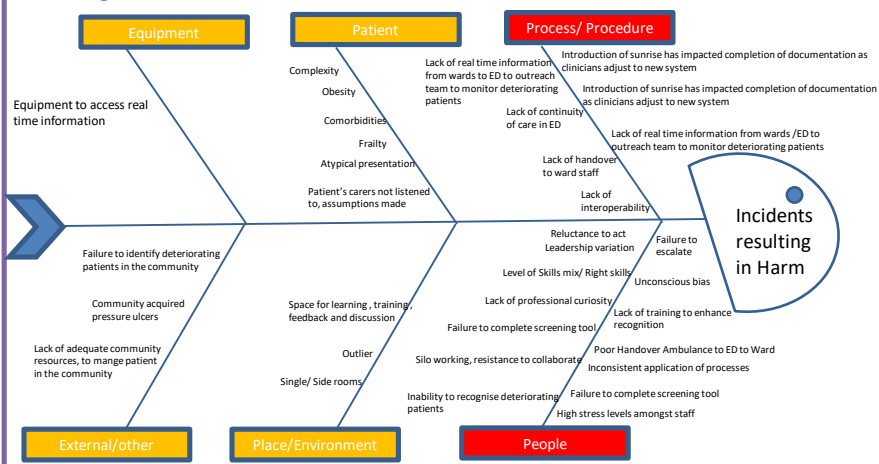 Equipment
Patient
Process/ Procedure
Equipment to access real
time information
Complexity
Obesity
Comorbidities
Frailty
Atypical presentation
Patient's carers not listened
to, assumptions made
Lack of real time information
from wards to ED to outreach
team to monitor deteriorating
patients
Lack of continuity
of care in ED
Lack of handover
to ward staff
Lack of
interoperability
Introduction of sunrise has impacted completion of documentation as
clinicians adjust to new system
Introduction of sunrise has impacted completion of documentation
as clinicians adjust to new system
Lack of real time information from wards /ED to
outreach team to monitor deteriorating patients
Incidents
resulting
in Harm
Failure to identify deteriorating
patients in the community
Community acquired
pressure ulcers
Lack of adequate community
resources, to mange patient
in the community
Space for learning , training ,
feedback and discussion
Outlier
Single/ Side rooms
Reluctance to act
Leadership variation
Level of Skills mix/ Right skills
Lack of professional curiosity
Failure to complete screening tool
Silo working, resistance to collaborate
Inability to recognise deteriorating
patients
Failure to
escalate
Unconscious bias
Lack of training to enhance
recognition
Poor Handover Ambulance to ED to Ward
Inconsistent application of processes
Failure to complete screening tool
High stress levels amongst staff
External/other
Place/Environment
People